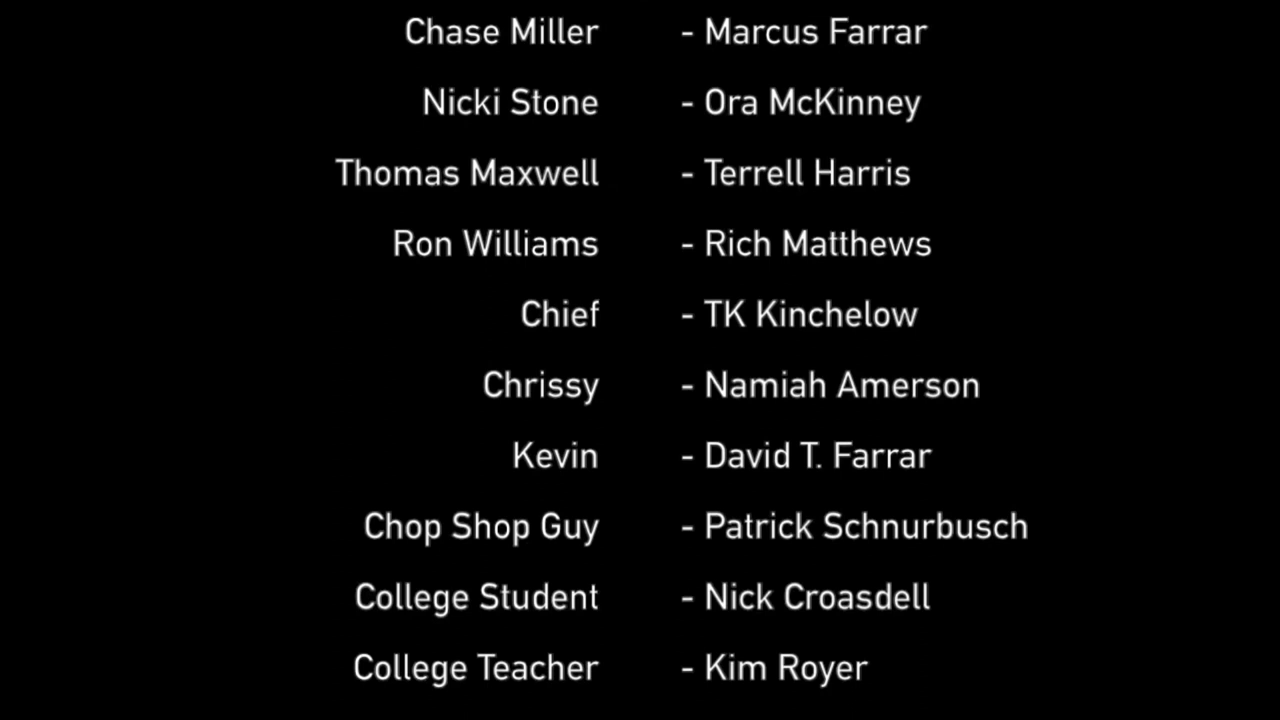 Chase Miller - Marcus Farrar
Nicki Stone - Ora McKinney
Thomas Maxwell - Terrell Harris
Ron Williams - Rich Matthews
Chief - TK Kinchelow
Chrissy - Namiah Amerson
Kevin - David T. Farrar
Chop Shop Guy - Patrick Schnurbusch
College Student - Nick Croasdell
College Teacher - Kim Royer